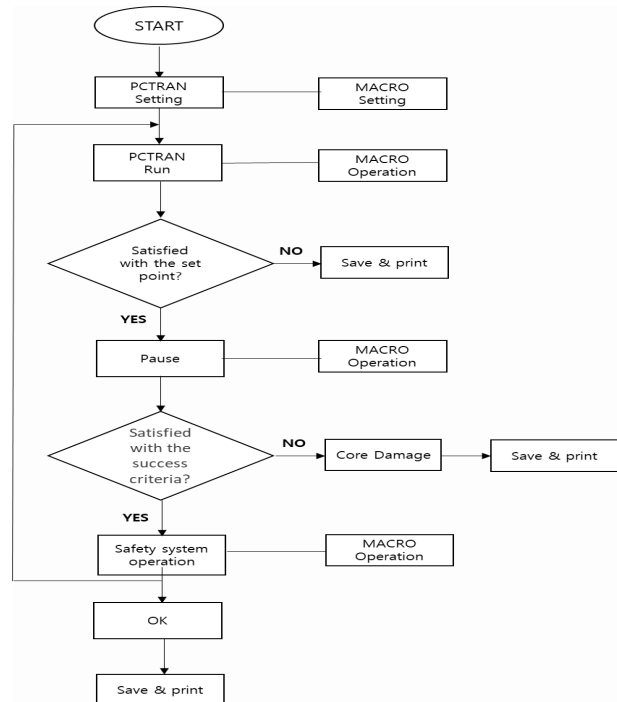 START
PCTRAN
Setting
MACRO
Setting
PCTRAN
Run
MACRO
Operation
Satisfied
with the set
point?
NO
Save & print
YES
Pause
MACRO
Operation
Satisfied
with the
success
criteria?
NO
Core Damage
Save & print
YES
Safety system
operation
MACRO
Operation
OK
Save & print